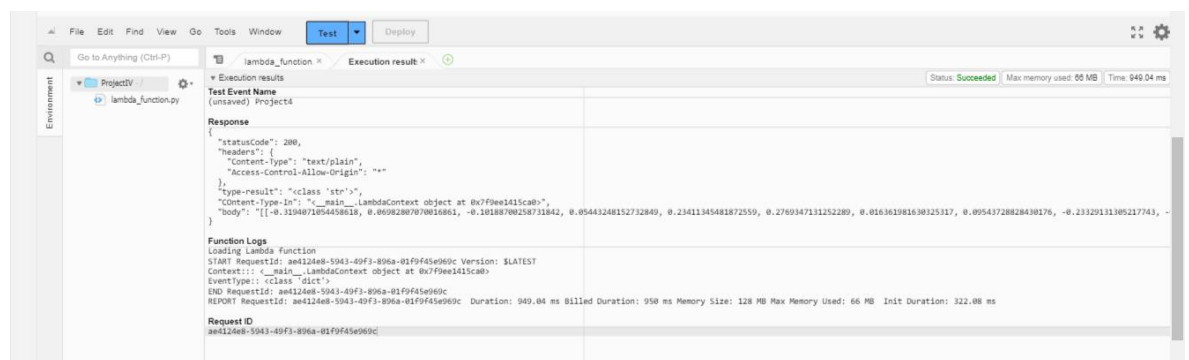 File Edit Find View Go Tools Window Test Deploy
Go to Anything (Ctrl-P)
lambda_function × Execution result: ×
Environment
ProjectIV - /
lambda_function.py
▾ Execution results
Status: Succeeded Max memory used: 66 MB Time: 949.04 ms
Test Event Name
(unsaved) Project4
Response
{
"statusCode": 200,
"headers": {
"Content-Type": "text/plain",
"Access-Control-Allow-Origin": "*"
},
"type-result": "<class 'str'>",
"COntent-Type-In": "<__main__.LambdaContext object at 0x7f9ee1415ca0>",
"body": "[[-0.3194071054458618, 0.06982807070016861, -0.10188700258731842, 0.05443248152732849, 0.23411345481872559, 0.2769347131252289, 0.016361981630325317, 0.09543728828430176, -0.23329131305217743, -
}
Function Logs
Loading Lambda function
START RequestId: ae4124e8-5943-49f3-896a-01f9f45e969c Version: $LATEST
Context::: <__main__.LambdaContext object at 0x7f9ee1415ca0>
EventType:: <class 'dict'>
END RequestId: ae4124e8-5943-49f3-896a-01f9f45e969c
REPORT RequestId: ae4124e8-5943-49f3-896a-01f9f45e969c Duration: 949.04 ms Billed Duration: 950 ms Memory Size: 128 MB Max Memory Used: 66 MB Init Duration: 322.08 ms
Request ID
ae4124e8-5943-49f3-896a-01f9f45e969c